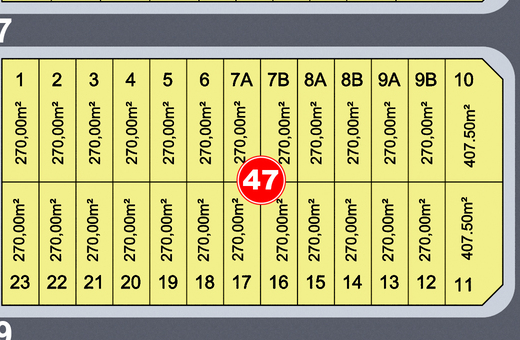 7
1 2 3 4 5 6 7A 7B 8A 8B 9A 9B 10
270,00m² 270,00m² 270,00m² 270,00m² 270,00m² 270,00m² 270,00m² 270,00m² 270,00m² 270,00m² 270,00m² 270,00m² 407.50m²
47
270,00m² 270,00m² 270,00m² 270,00m² 270,00m² 270,00m² 270,00m² 270,00m² 270,00m² 270,00m² 270,00m² 270,00m² 407.50m²
23 22 21 20 19 18 17 16 15 14 13 12 11
9